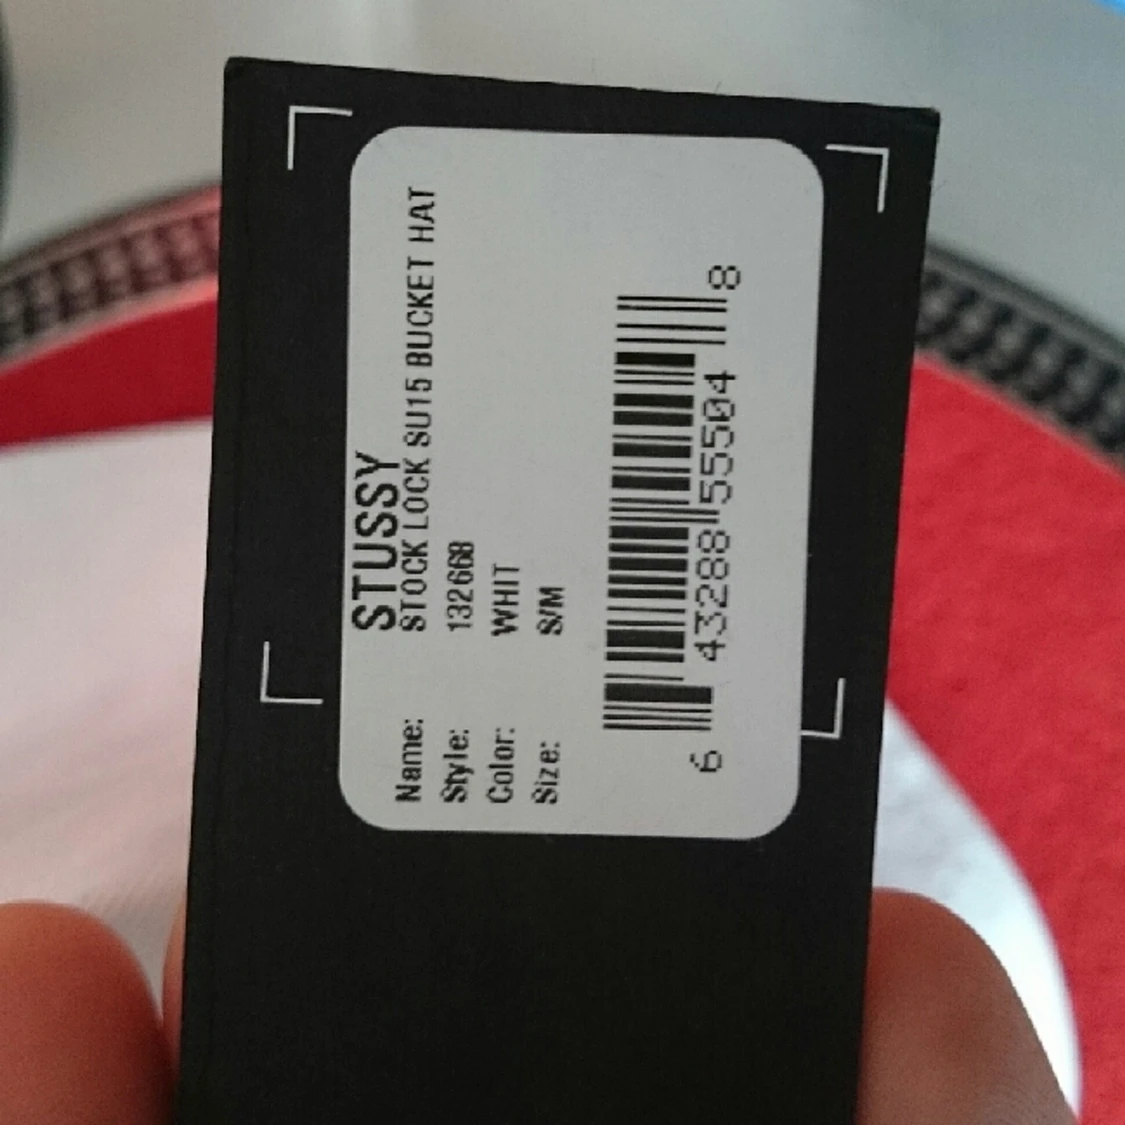 STUSSY
Name: STOCK LOCK SU15 BUCKET HAT
Style: 132668
Color: WHIT
Size: S/M
6 43288 55504 8